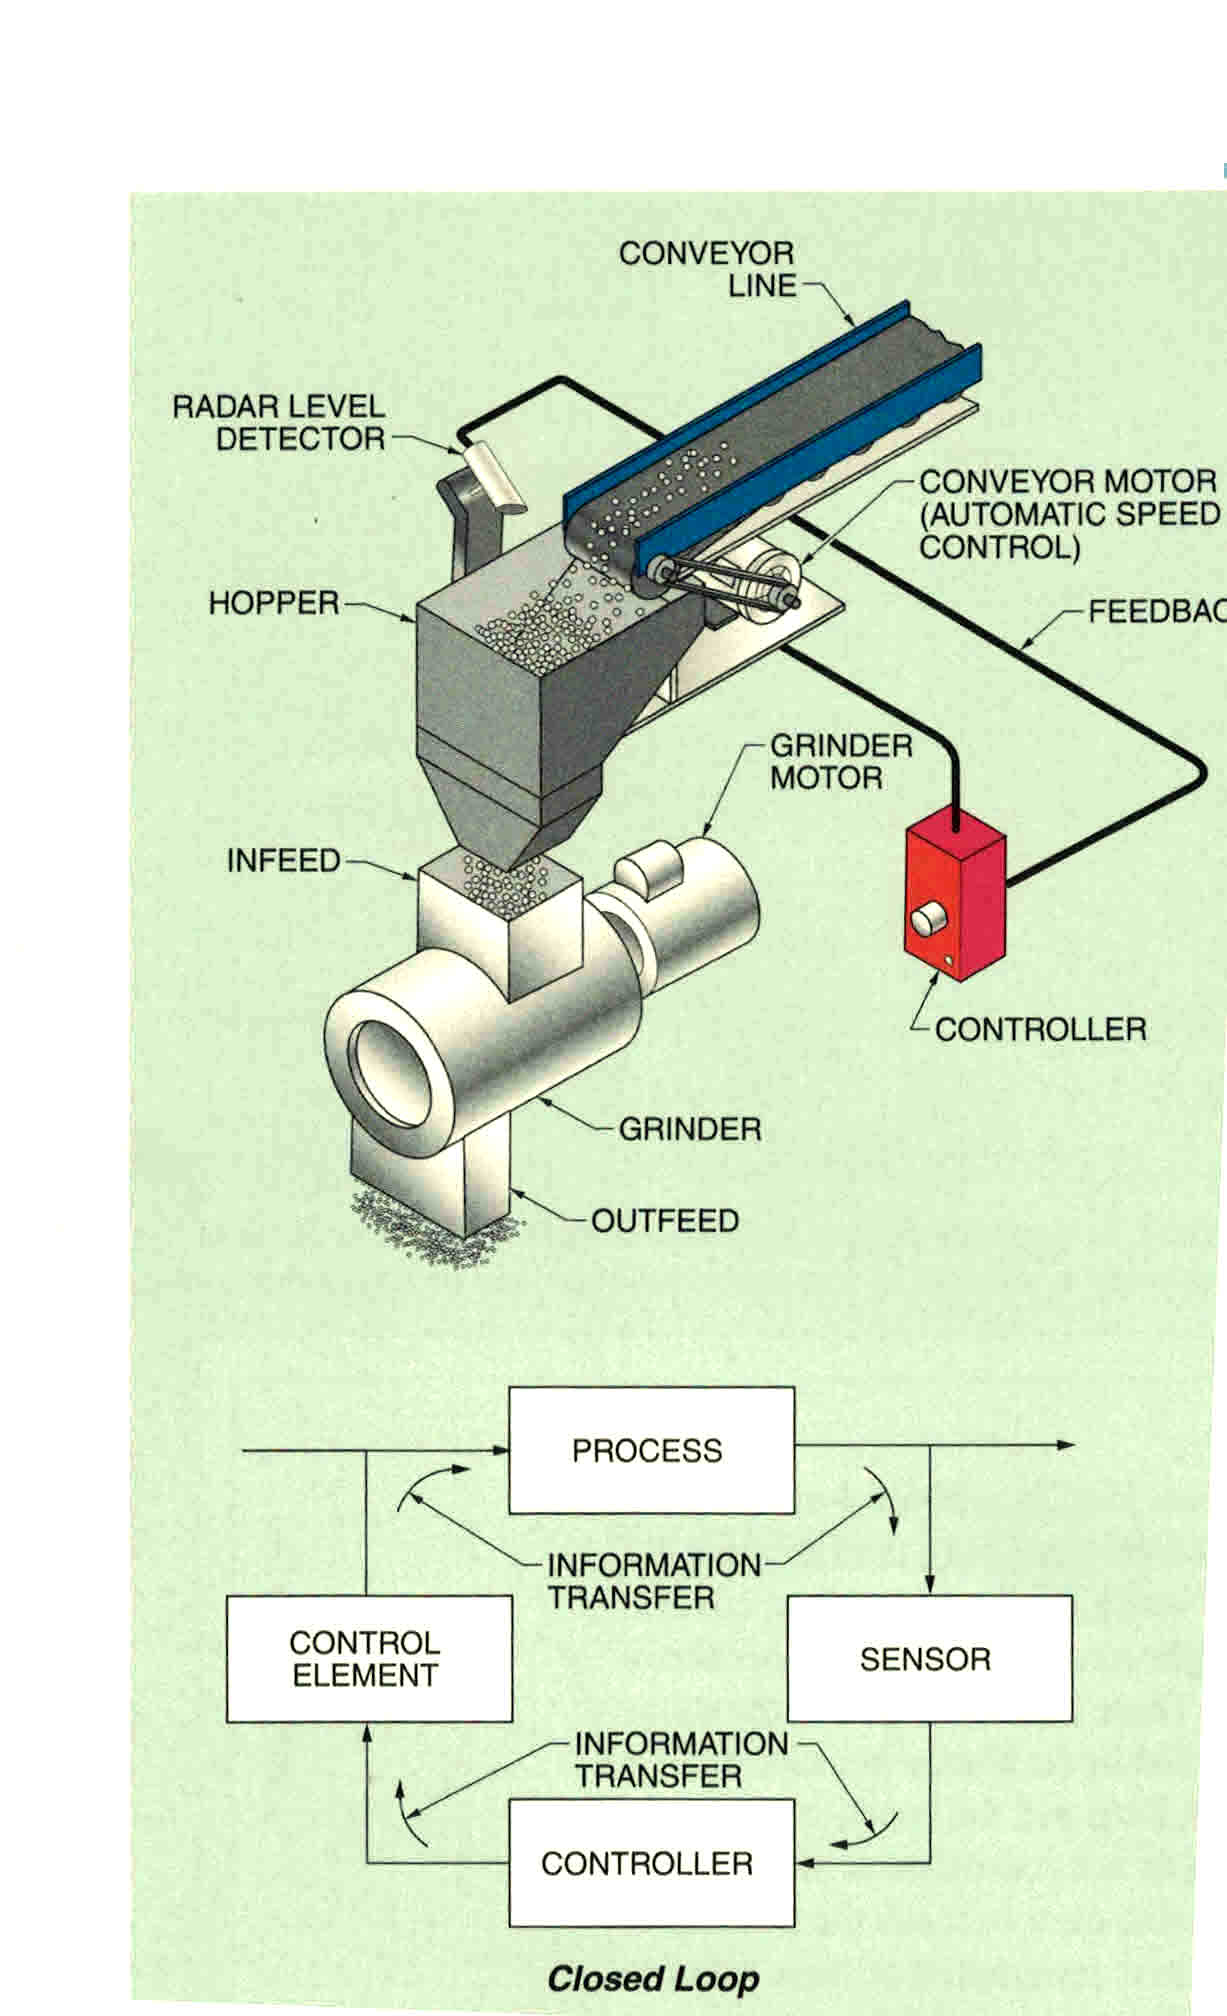 CONVEYOR
LINE
RADAR LEVEL
DETECTOR
CONVEYOR MOTOR
(AUTOMATIC SPEED
CONTROL)
HOPPER
FEEDBAC
GRINDER
MOTOR
INFEED
CONTROLLER
GRINDER
OUTFEED
PROCESS
INFORMATION
TRANSFER
CONTROL
ELEMENT
SENSOR
INFORMATION
TRANSFER
CONTROLLER
Closed Loop